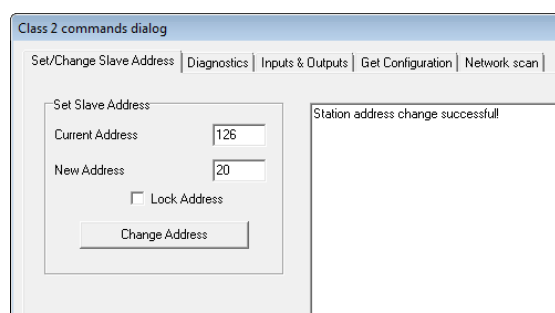 Class 2 commands dialog
Set/Change Slave Address Diagnostics Inputs & Outputs Get Configuration Network scan
Set Slave Address
Current Address 126
New Address 20
Lock Address
Change Address
Station address change successful!